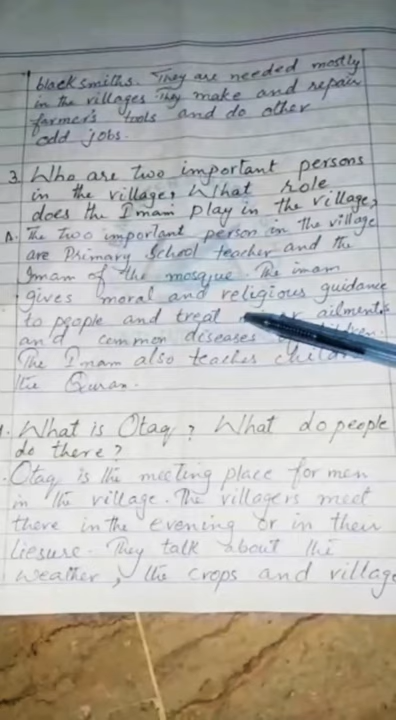 blacksmiths. They are needed mostly
in the villages They make and repair
farmer's tools and do other
odd jobs.
3. Who are two important persons
in the village? What role
does the Imam play in the village?
A. The two important person in the village
are Primary School teacher and the
Imam of the mosque. The imam
gives moral and religious guidance
to people and treat ailments
and common diseases of
The Imam also teaches
the Quran.
What is Otaq? What do people
do there?
Otaq is the meeting place for men
in the village. The villagers meet
there in the evening or in their
liesure. They talk about the
weather, the crops and village